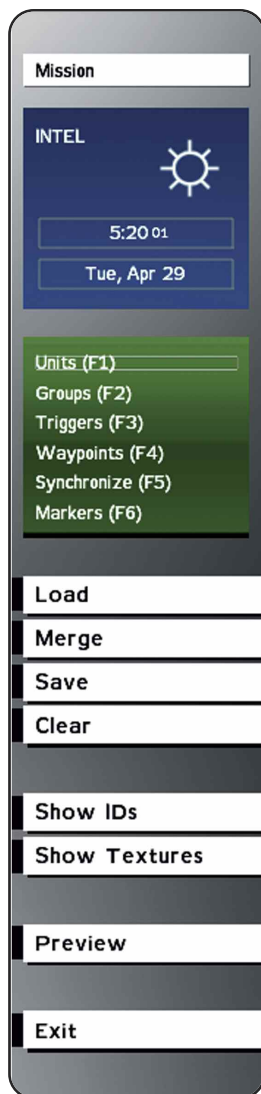 Mission
INTEL
5:20 01
Tue, Apr 29
Units (F1)
Groups (F2)
Triggers (F3)
Waypoints (F4)
Synchronize (F5)
Markers (F6)
Load
Merge
Save
Clear
Show IDs
Show Textures
Preview
Exit